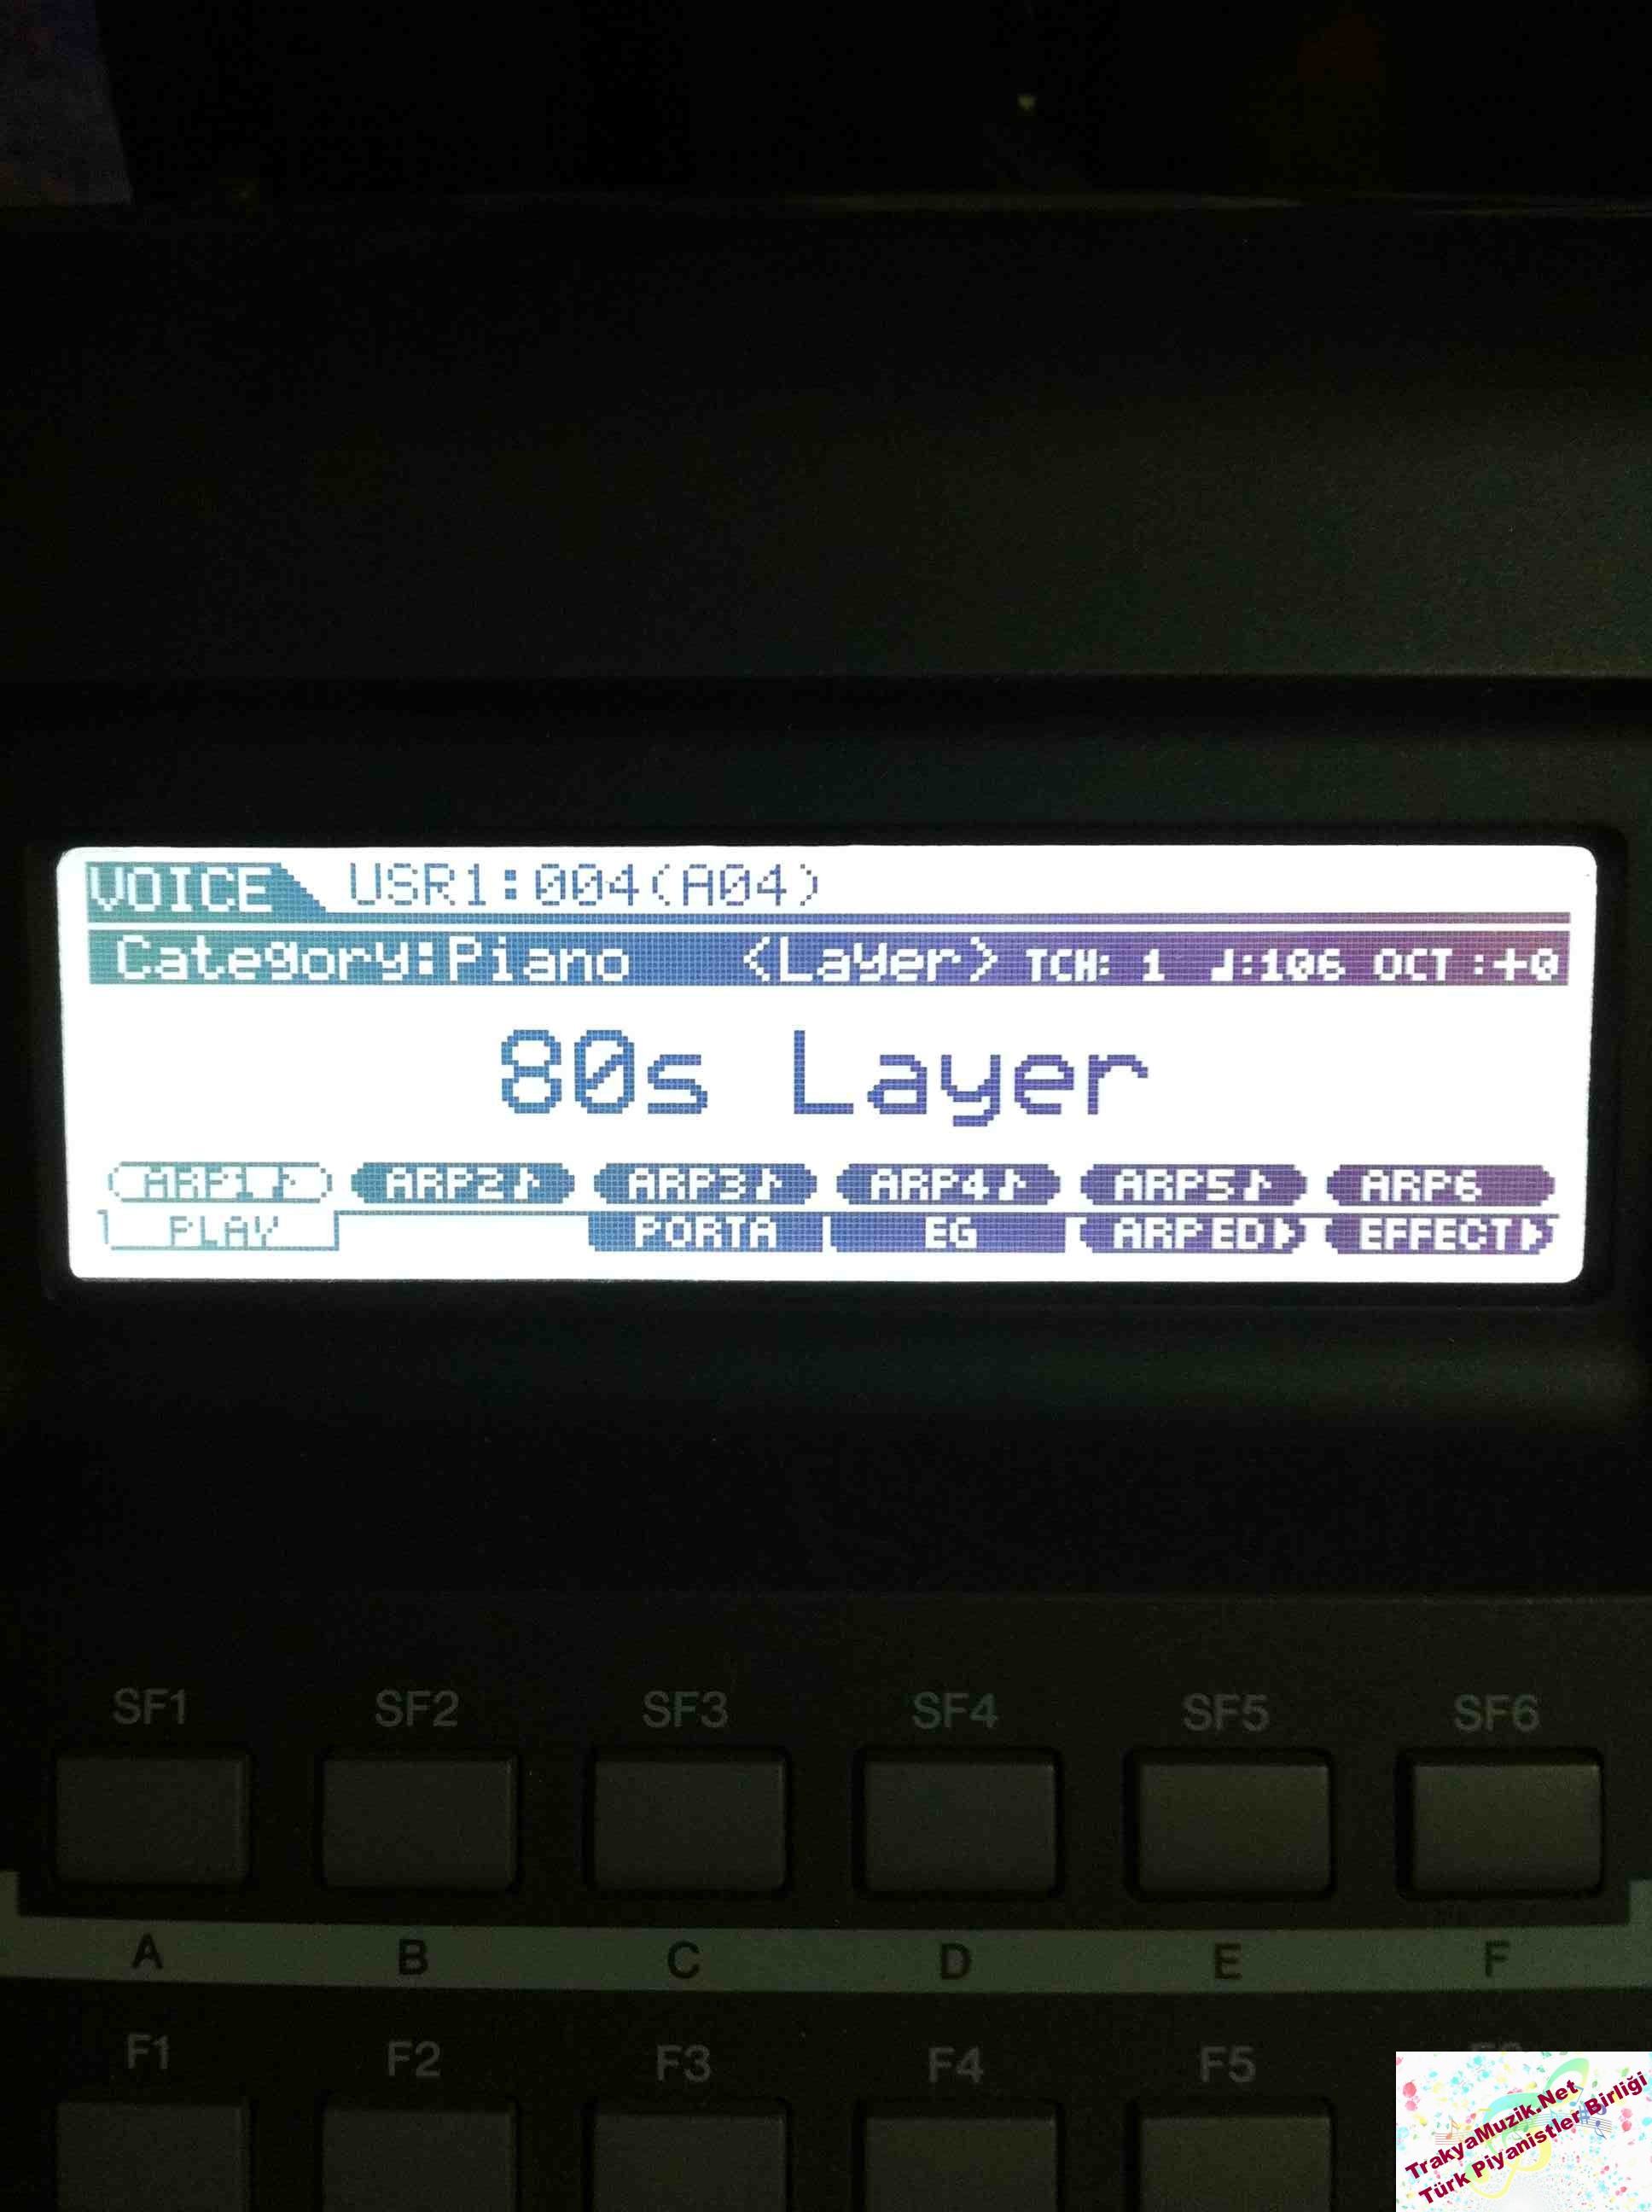 VOICE USR1:004(A04)
Category:Piano <Layer> TCH: 1 ♩:106 OCT :+0
80s Layer
ARP1♪ ARP2♪ ARP3♪ ARP4♪ ARP5♪ ARP6
PLAY PORTA EG ARP ED▶ EFFECT▶
SF1 SF2 SF3 SF4 SF5 SF6
A B C D E F
F1 F2 F3 F4 F5
TrakyaMuzik.Net
Türk Piyanistler Birliği